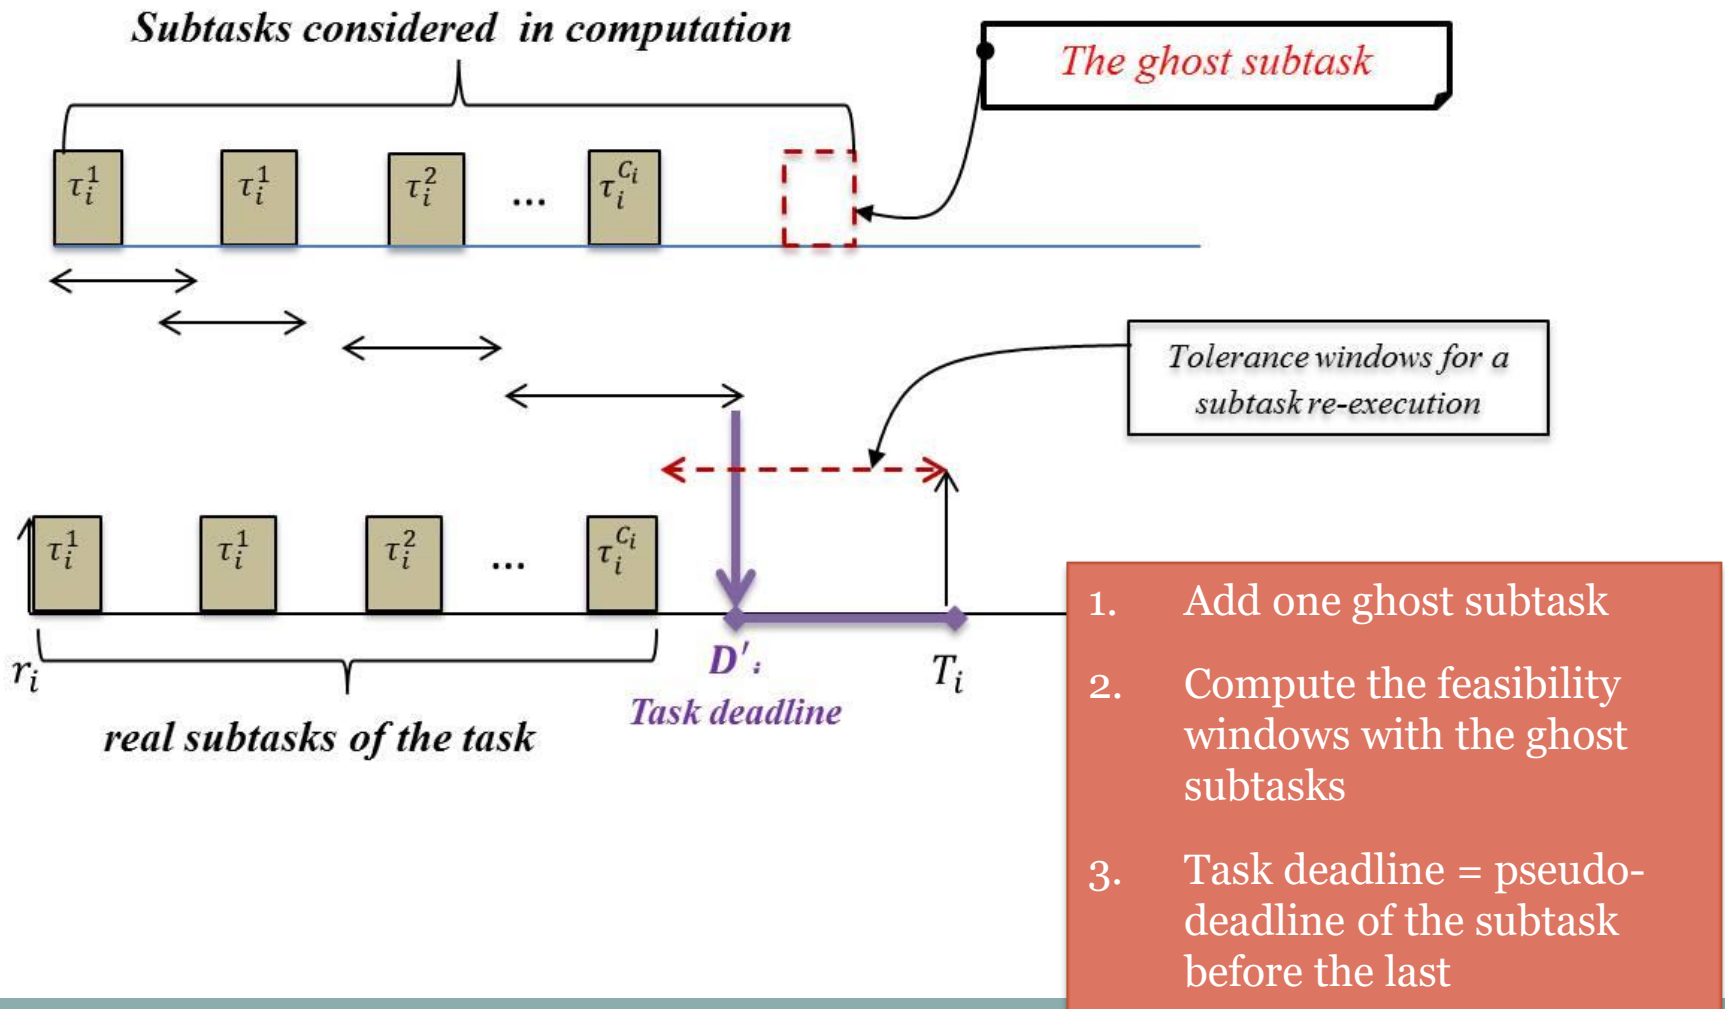 Subtasks considered in computation
The ghost subtask
τ_i^1 τ_i^1 τ_i^2 ... τ_i^{C_i}
Tolerance windows for a
subtask re-execution
τ_i^1 τ_i^1 τ_i^2 ... τ_i^{C_i}
r_i D'_i T_i
Task deadline
real subtasks of the task
1. Add one ghost subtask
2. Compute the feasibility
windows with the ghost
subtasks
3. Task deadline = pseudo-
deadline of the subtask
before the last